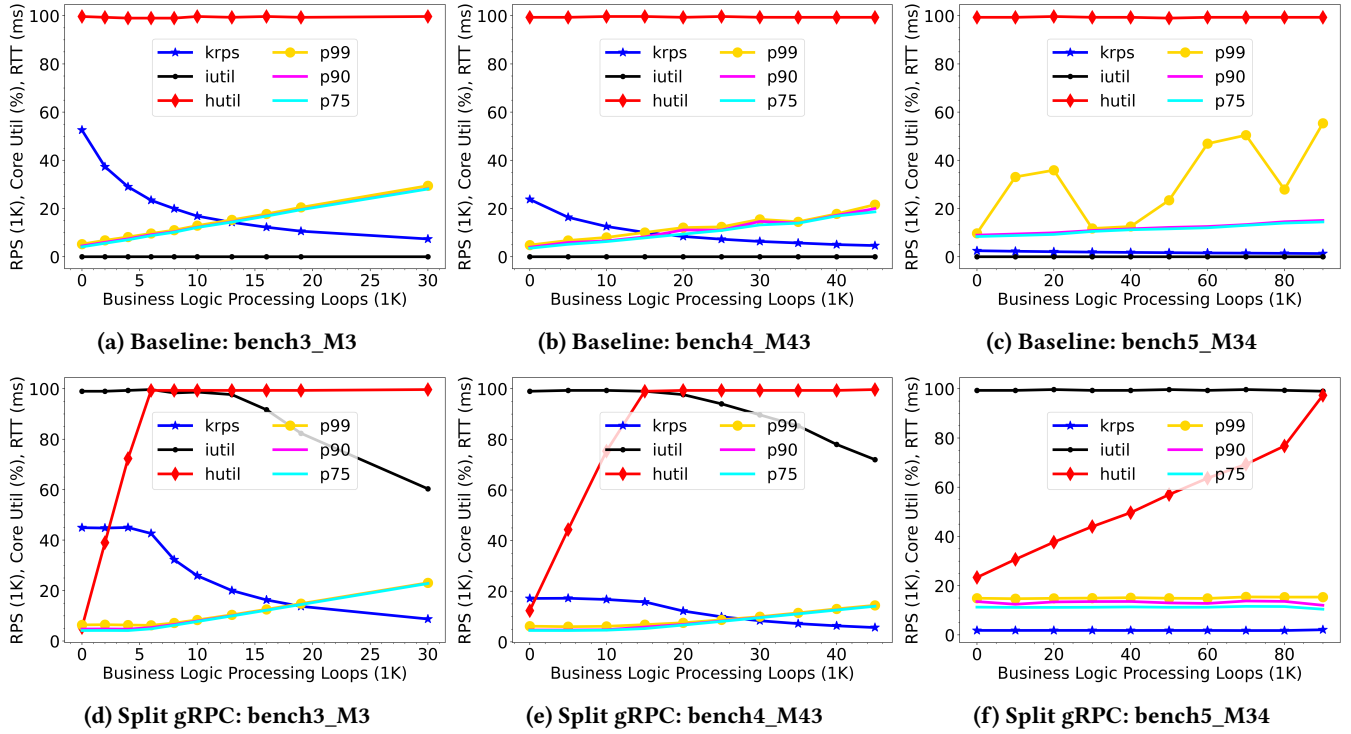 RPS (1K), Core Util (%), RTT (ms)
100
80
60
40
20
0
krps
iutil
hutil
p99
p90
p75
0 5 10 15 20 25 30
Business Logic Processing Loops (1K)
(a) Baseline: bench3_M3
RPS (1K), Core Util (%), RTT (ms)
100
80
60
40
20
0
krps
iutil
hutil
p99
p90
p75
0 10 20 30 40
Business Logic Processing Loops (1K)
(b) Baseline: bench4_M43
RPS (1K), Core Util (%), RTT (ms)
100
80
60
40
20
0
krps
iutil
hutil
p99
p90
p75
0 20 40 60 80
Business Logic Processing Loops (1K)
(c) Baseline: bench5_M34
RPS (1K), Core Util (%), RTT (ms)
100
80
60
40
20
0
krps
iutil
hutil
p99
p90
p75
0 5 10 15 20 25 30
Business Logic Processing Loops (1K)
(d) Split gRPC: bench3_M3
RPS (1K), Core Util (%), RTT (ms)
100
80
60
40
20
0
krps
iutil
hutil
p99
p90
p75
0 10 20 30 40
Business Logic Processing Loops (1K)
(e) Split gRPC: bench4_M43
RPS (1K), Core Util (%), RTT (ms)
100
80
60
40
20
0
krps
iutil
hutil
p99
p90
p75
0 20 40 60 80
Business Logic Processing Loops (1K)
(f) Split gRPC: bench5_M34